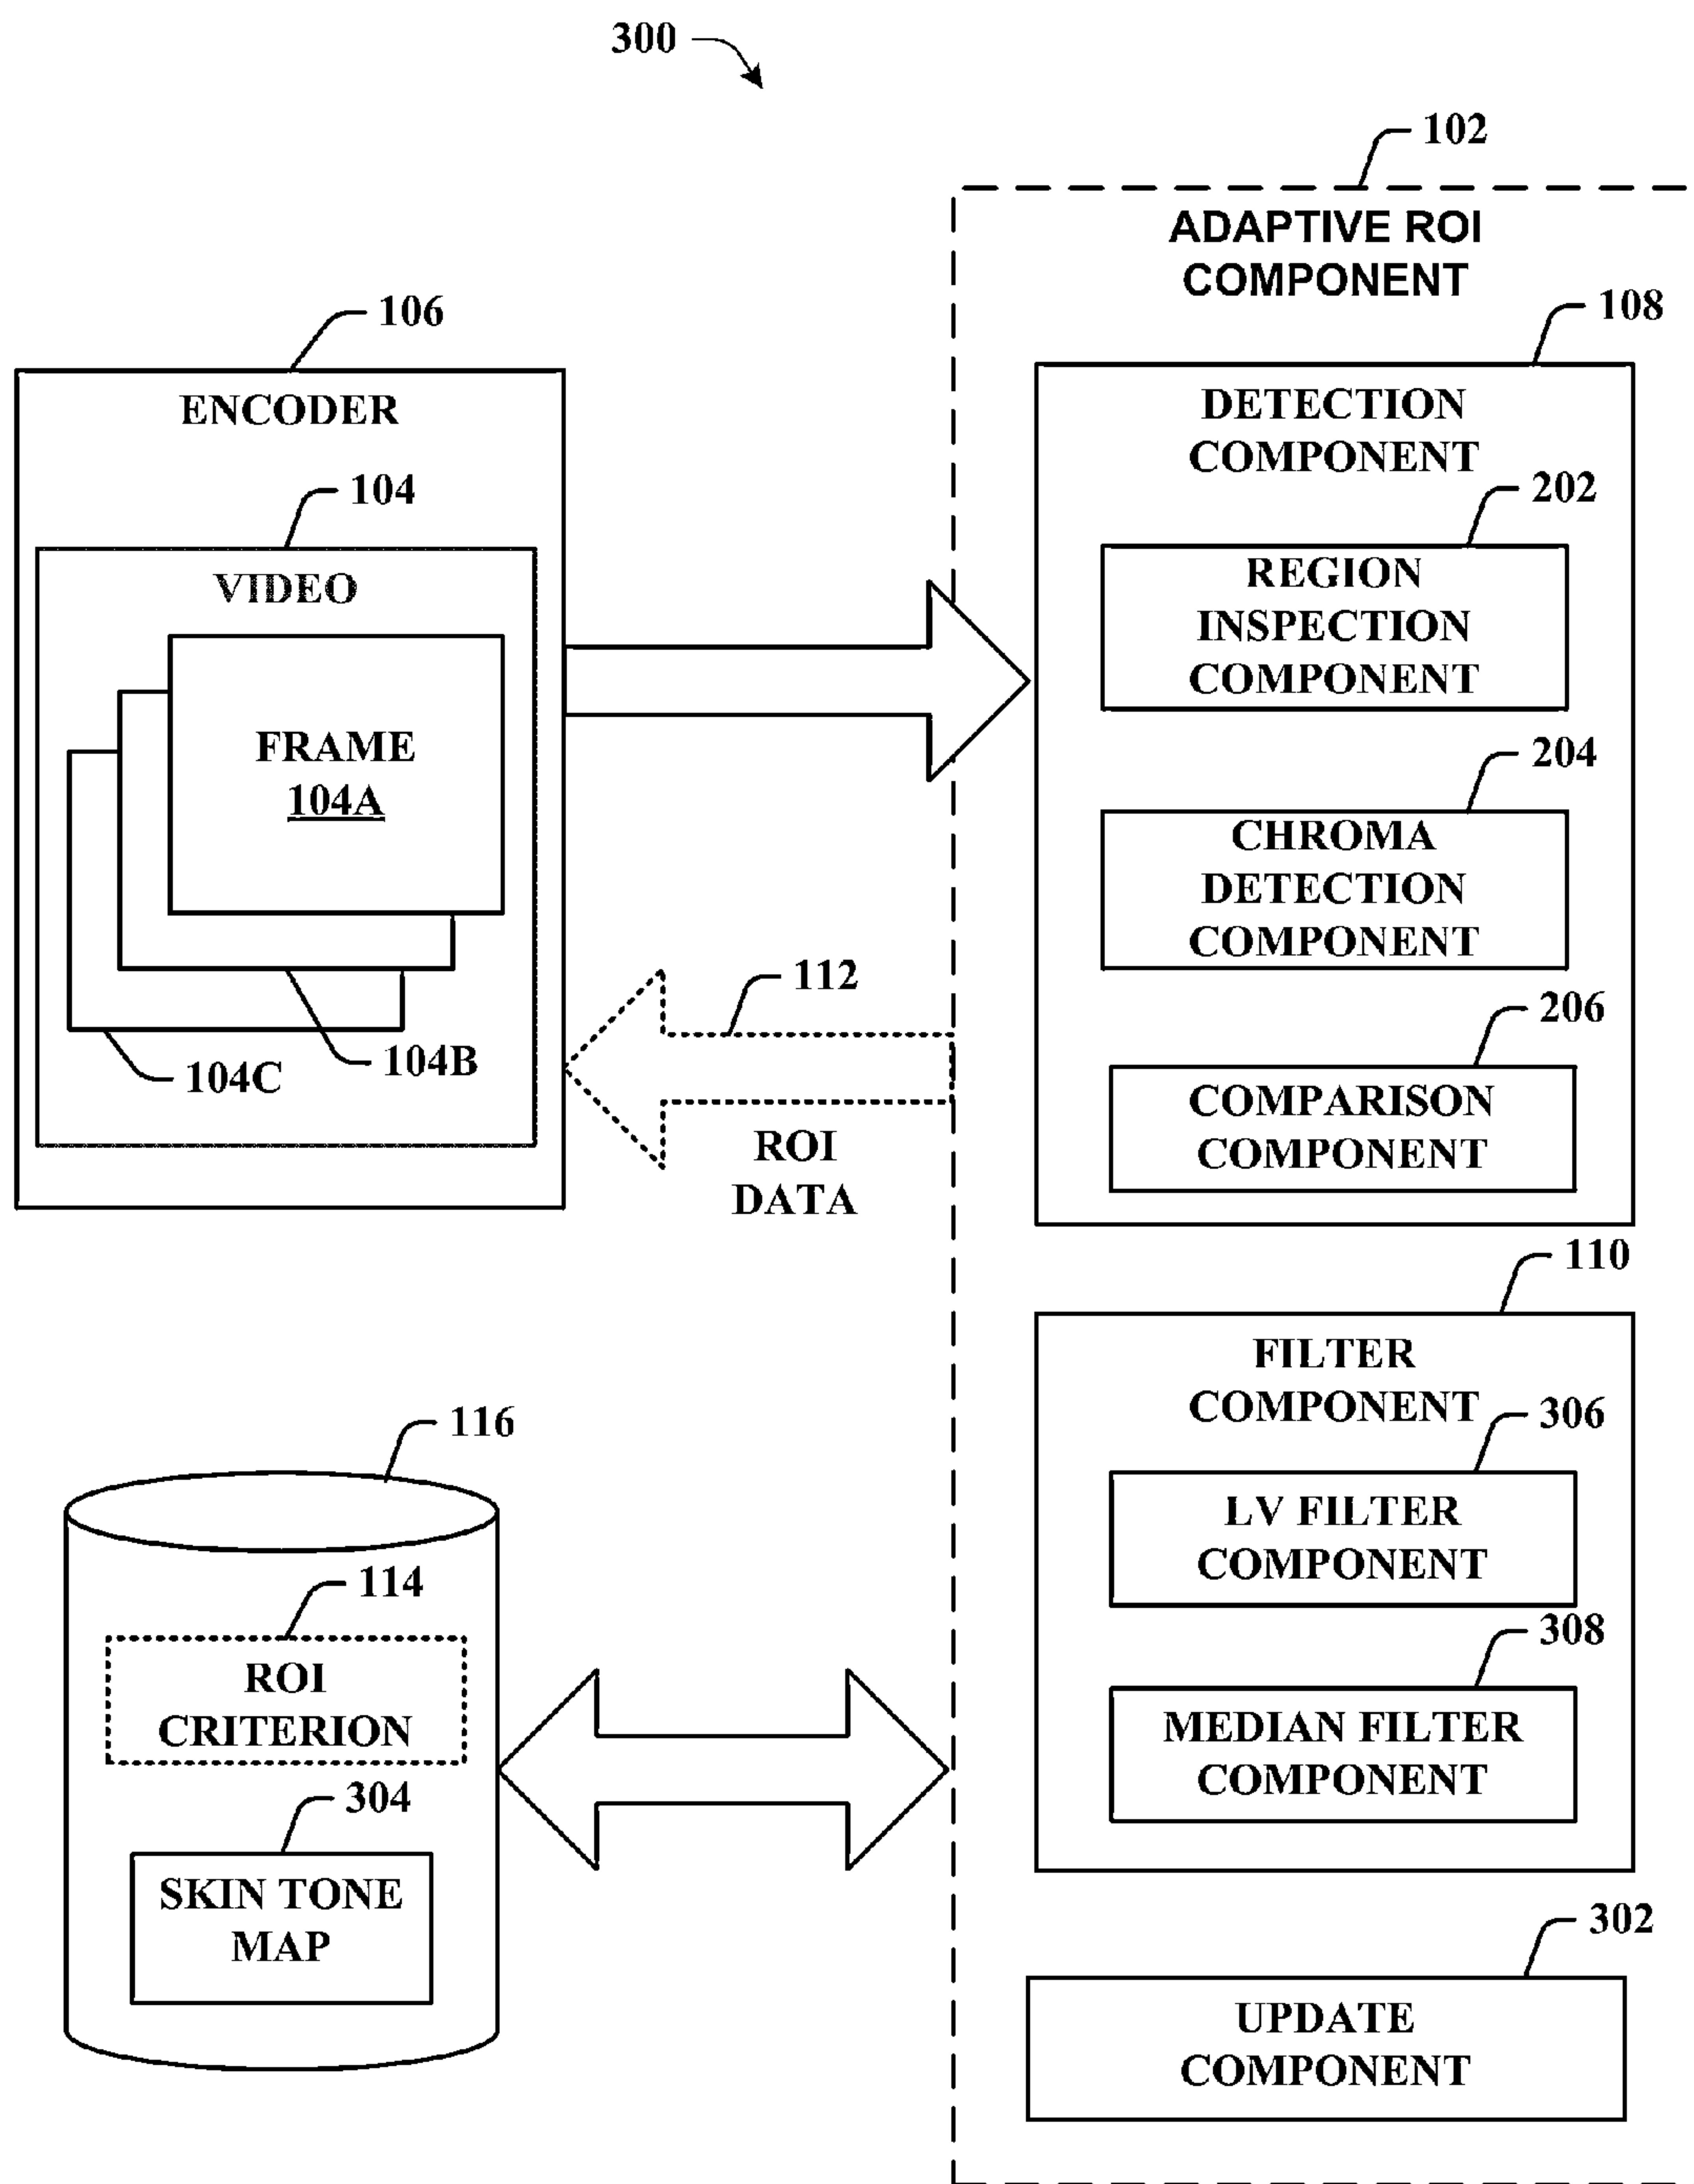 300
102
ADAPTIVE ROI
COMPONENT
106
ENCODER
104
VIDEO
FRAME
104A
104B
104C
112
ROI
DATA
108
DETECTION
COMPONENT
202
REGION
INSPECTION
COMPONENT
204
CHROMA
DETECTION
COMPONENT
206
COMPARISON
COMPONENT
110
FILTER
COMPONENT
306
LV FILTER
COMPONENT
308
MEDIAN FILTER
COMPONENT
116
114
ROI
CRITERION
304
SKIN TONE
MAP
302
UPDATE
COMPONENT